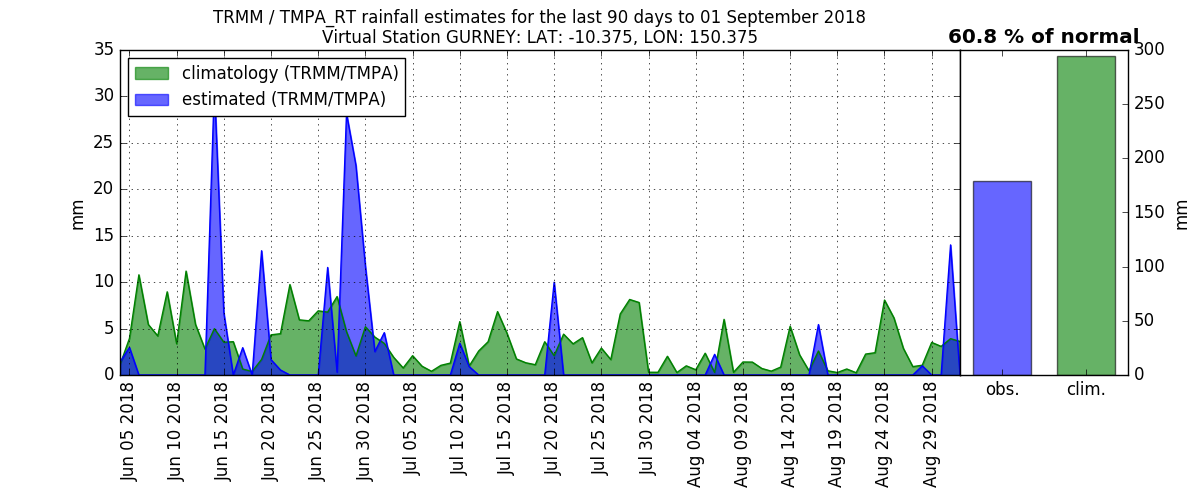 TRMM / TMPA_RT rainfall estimates for the last 90 days to 01 September 2018
Virtual Station GURNEY: LAT: -10.375, LON: 150.375
60.8 % of normal
climatology (TRMM/TMPA)
estimated (TRMM/TMPA)
35
30
25
20
15
10
5
0
mm
Jun 05 2018
Jun 10 2018
Jun 15 2018
Jun 20 2018
Jun 25 2018
Jun 30 2018
Jul 05 2018
Jul 10 2018
Jul 15 2018
Jul 20 2018
Jul 25 2018
Jul 30 2018
Aug 04 2018
Aug 09 2018
Aug 14 2018
Aug 19 2018
Aug 24 2018
Aug 29 2018
obs.
clim.
300
250
200
150
100
50
0
mm